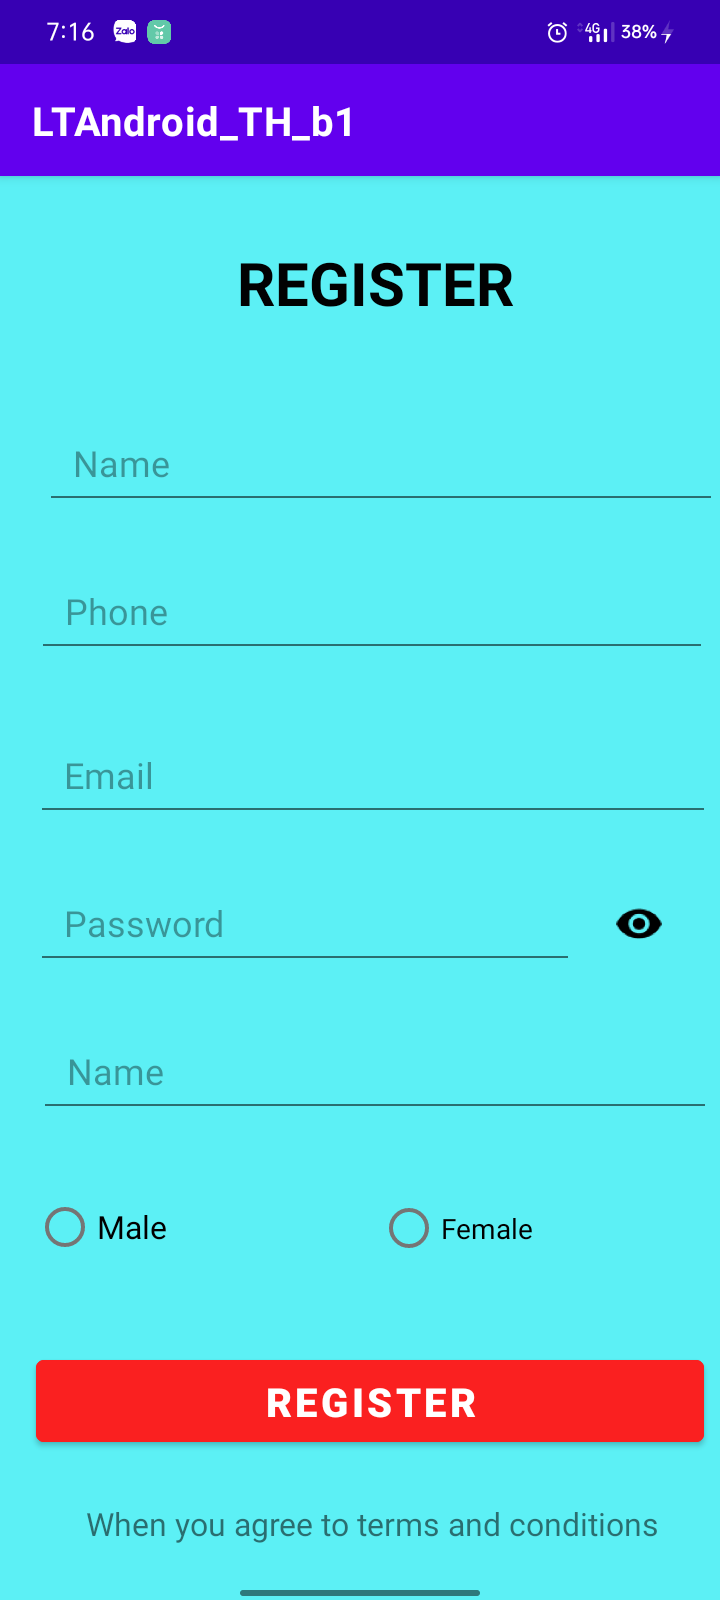 7:16 Zalo 4G 38%
LTAndroid_TH_b1
REGISTER
Name
Phone
Email
Password
Name
Male Female
REGISTER
When you agree to terms and conditions